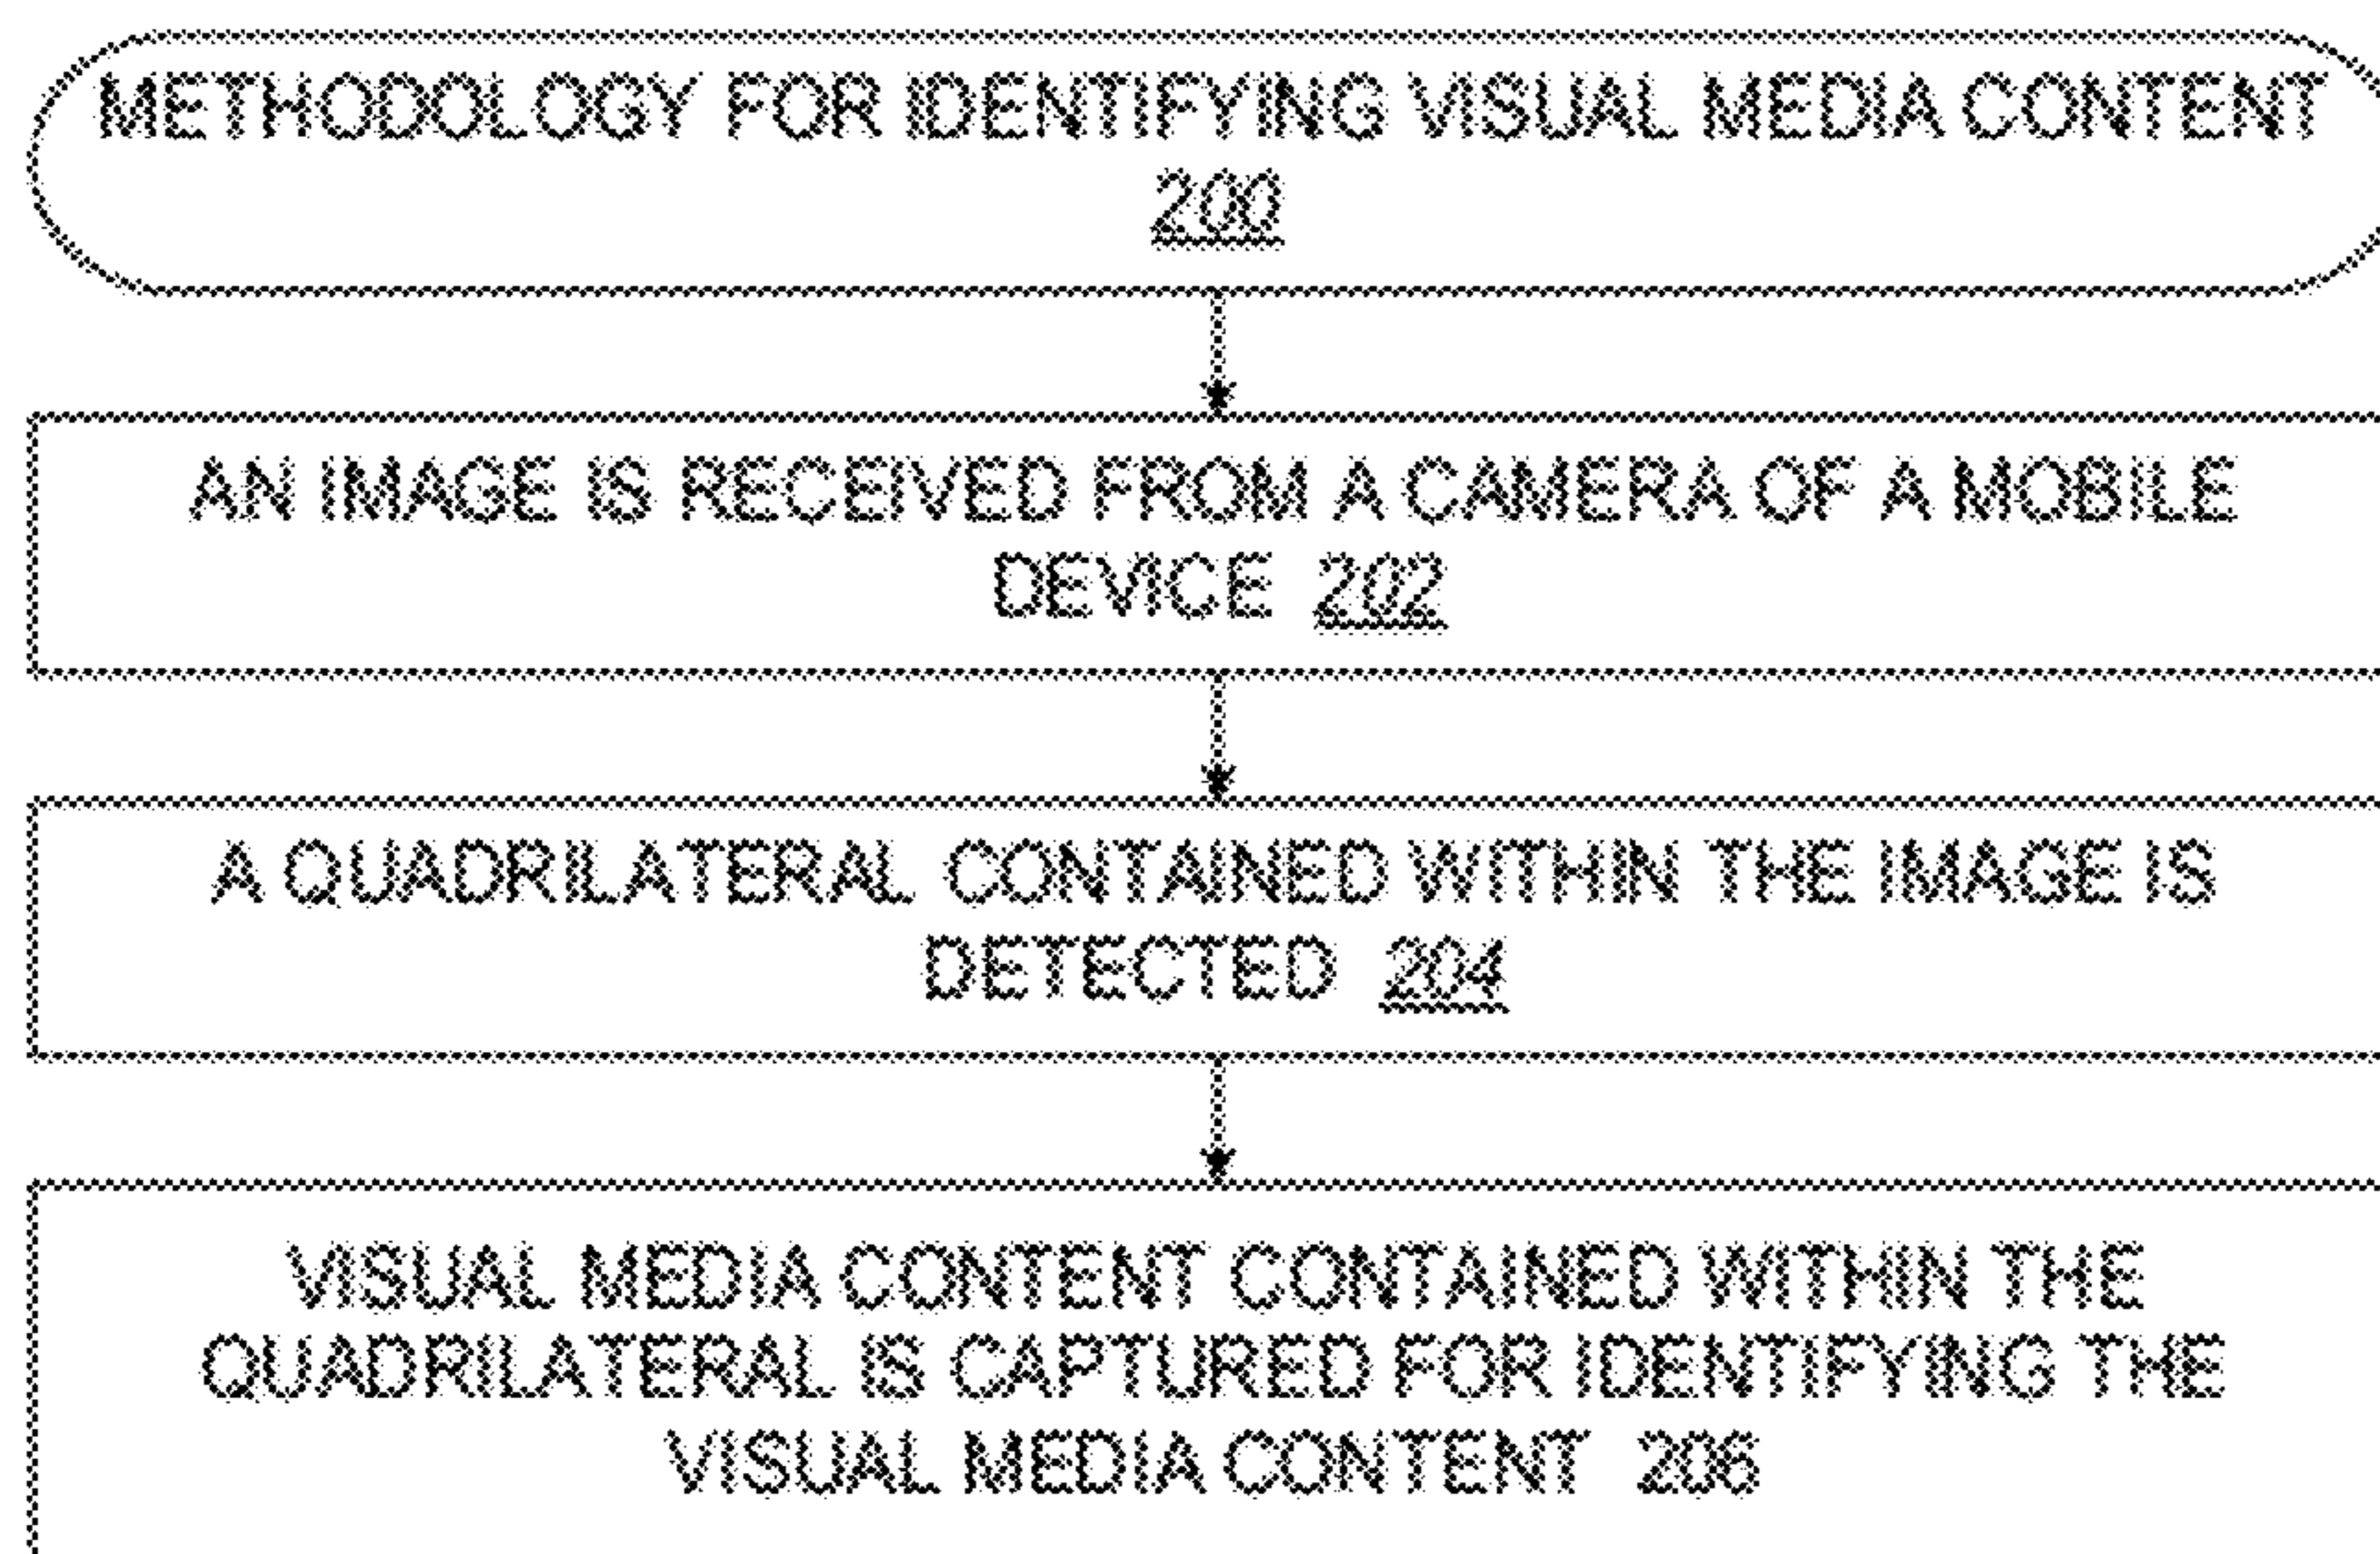 METHODOLOGY FOR IDENTIFYING VISUAL MEDIA CONTENT
200
AN IMAGE IS RECEIVED FROM A CAMERA OF A MOBILE
DEVICE 202
A QUADRILATERAL CONTAINED WITHIN THE IMAGE IS
DETECTED 204
VISUAL MEDIA CONTENT CONTAINED WITHIN THE
QUADRILATERAL IS CAPTURED FOR IDENTIFYING THE
VISUAL MEDIA CONTENT 206